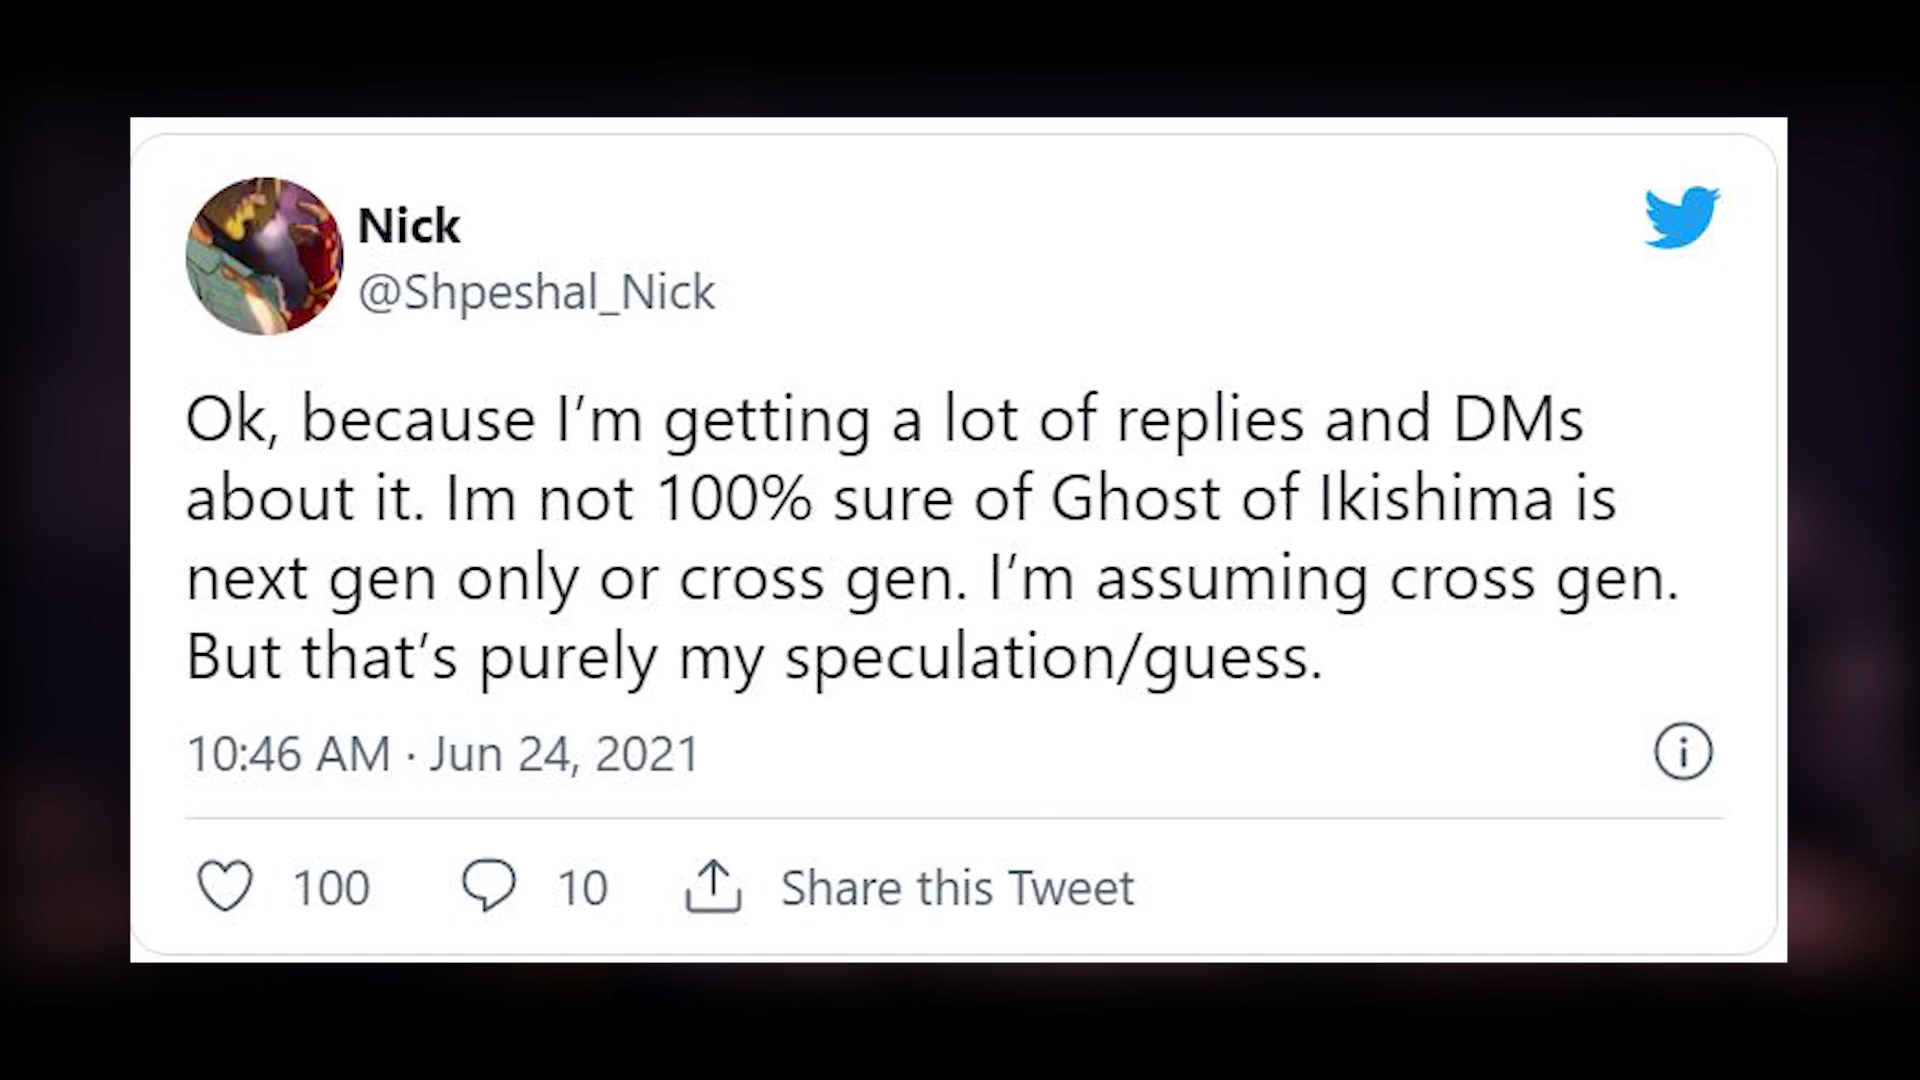 Nick
@Shpeshal_Nick
Ok, because I’m getting a lot of replies and DMs
about it. Im not 100% sure of Ghost of Ikishima is
next gen only or cross gen. I’m assuming cross gen.
But that’s purely my speculation/guess.
10:46 AM · Jun 24, 2021
100 10 Share this Tweet